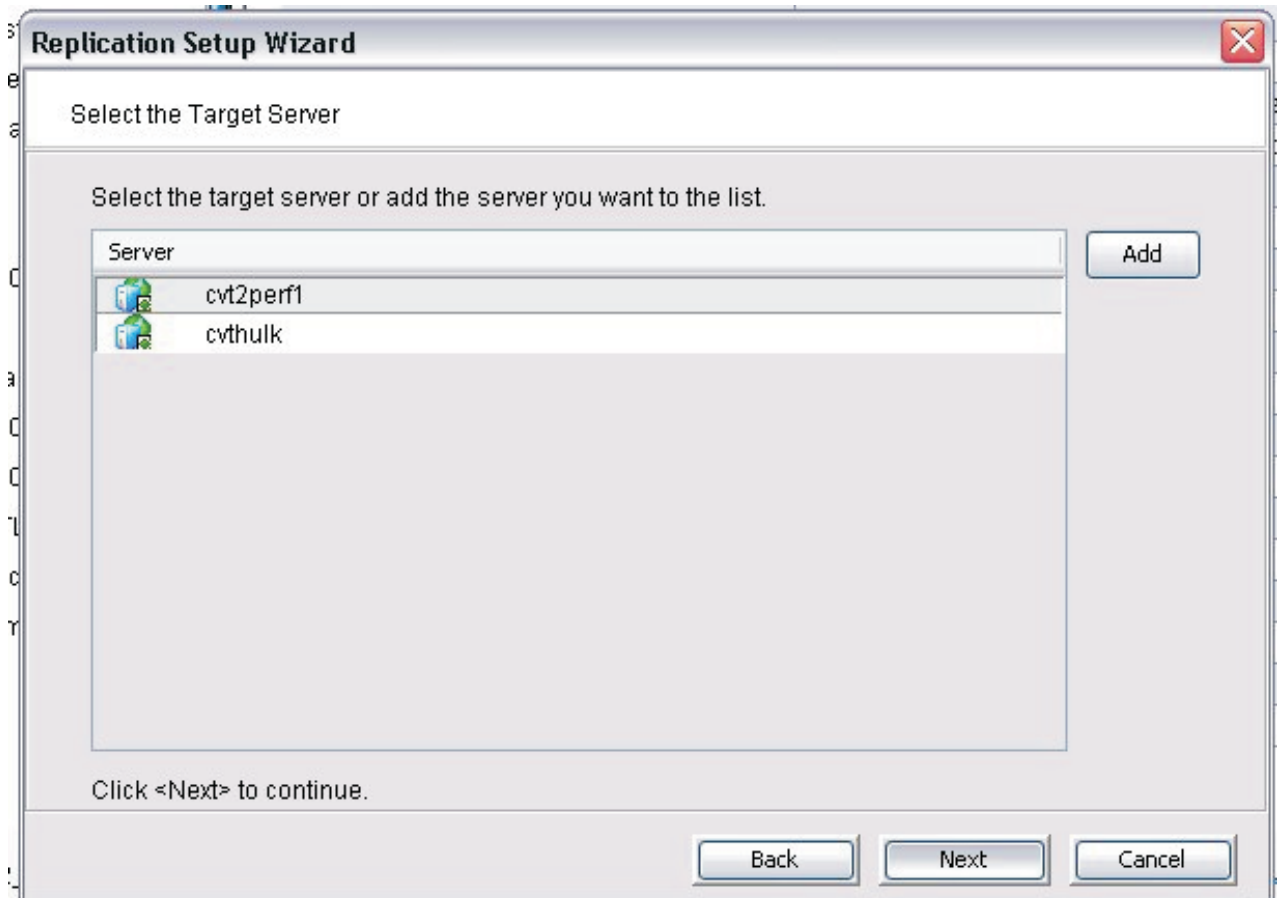 Replication Setup Wizard
Select the Target Server
Select the target server or add the server you want to the list.
Server
Add
cvt2perf1
cvthulk
Click <Next> to continue.
Back
Next
Cancel